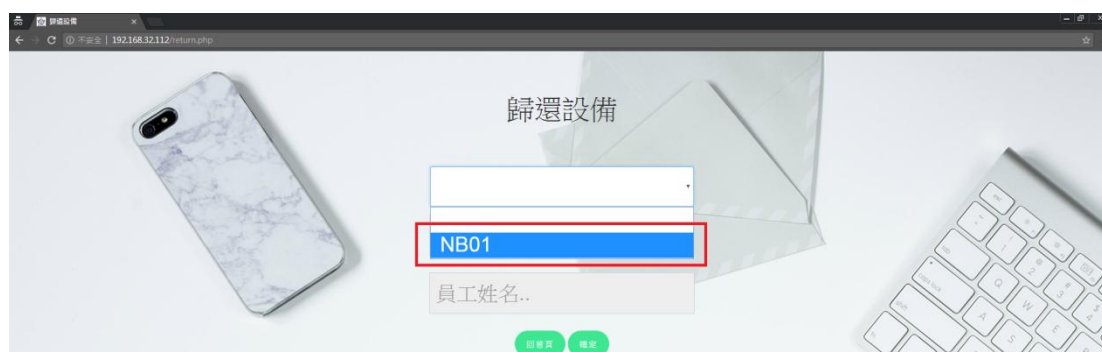 歸還設備
不安全 | 192.168.32.112/return.php
歸還設備
NB01
員工姓名..
回首頁 確定